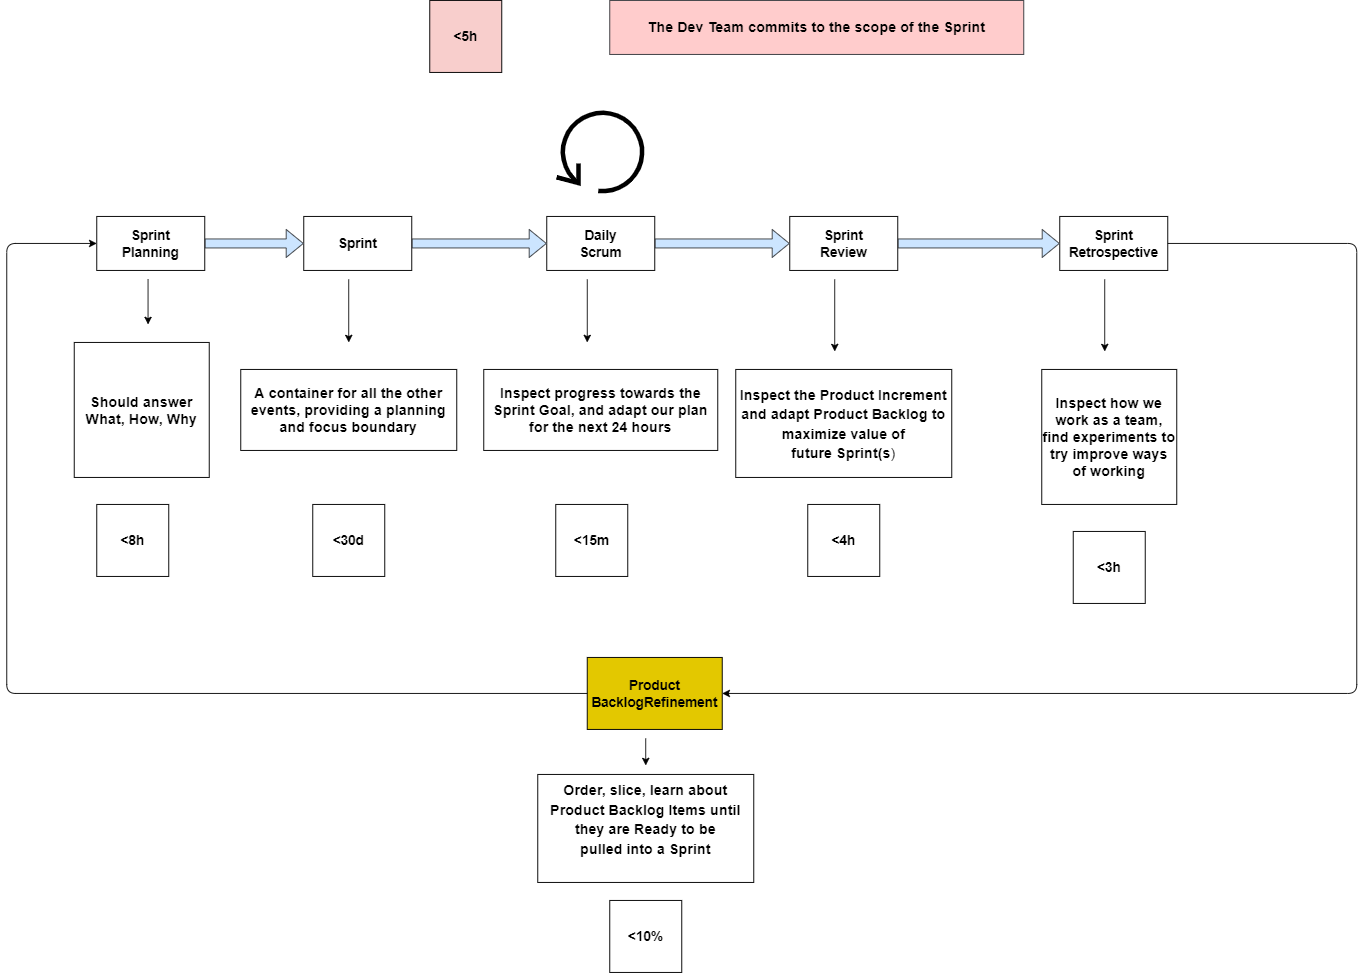 <5h
The Dev Team commits to the scope of the Sprint
Sprint
Planning
Sprint
Daily
Scrum
Sprint
Review
Sprint
Retrospective
Should answer
What, How, Why
A container for all the other
events, providing a planning
and focus boundary
Inspect progress towards the
Sprint Goal, and adapt our plan
for the next 24 hours
Inspect the Product Increment
and adapt Product Backlog to
maximize value of
future Sprint(s)
Inspect how we
work as a team,
find experiments to
try improve ways
of working
<8h
<30d
<15m
<4h
<3h
Product
BacklogRefinement
Order, slice, learn about
Product Backlog Items until
they are Ready to be
pulled into a Sprint
<10%